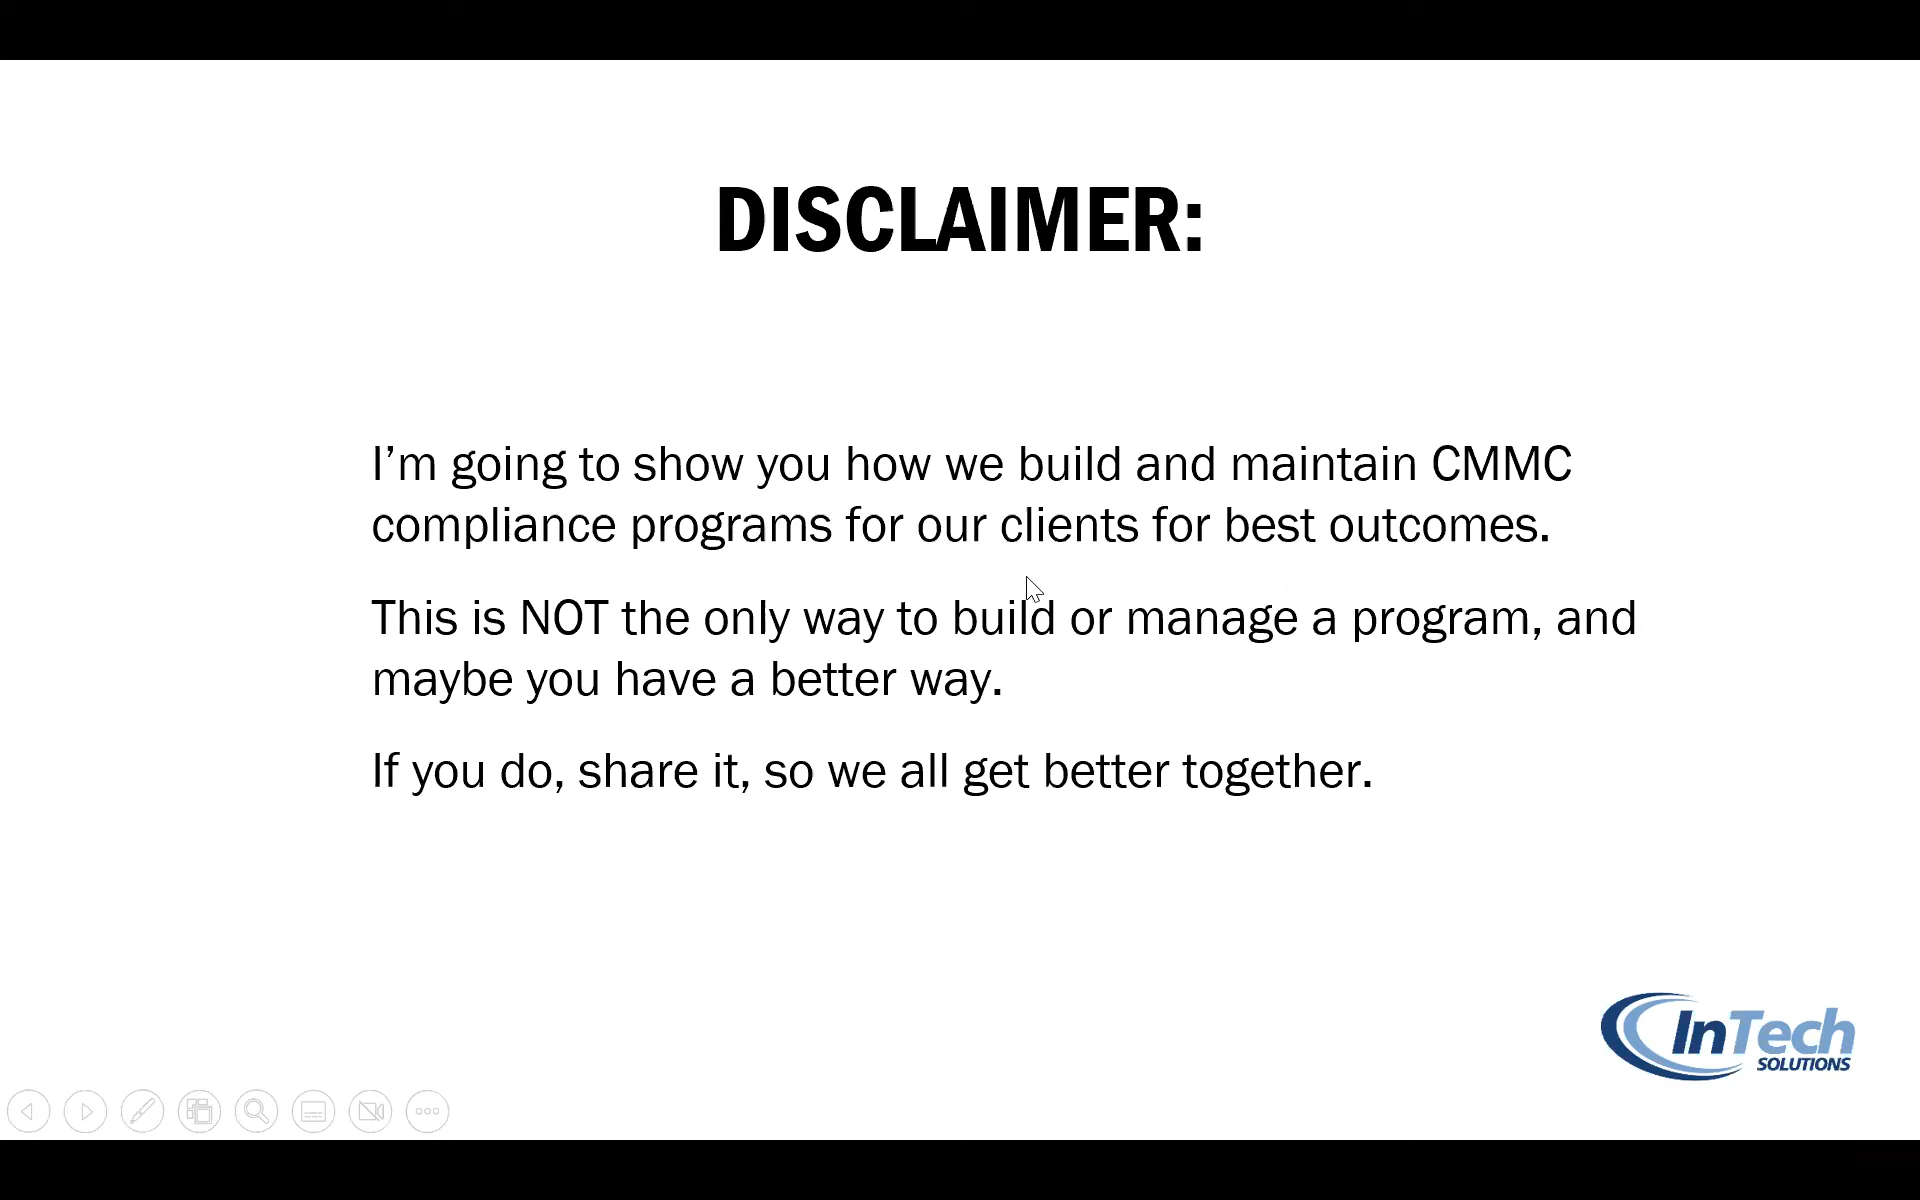 DISCLAIMER:
I’m going to show you how we build and maintain CMMC
compliance programs for our clients for best outcomes.
This is NOT the only way to build or manage a program, and
maybe you have a better way.
If you do, share it, so we all get better together.
InTech
SOLUTIONS